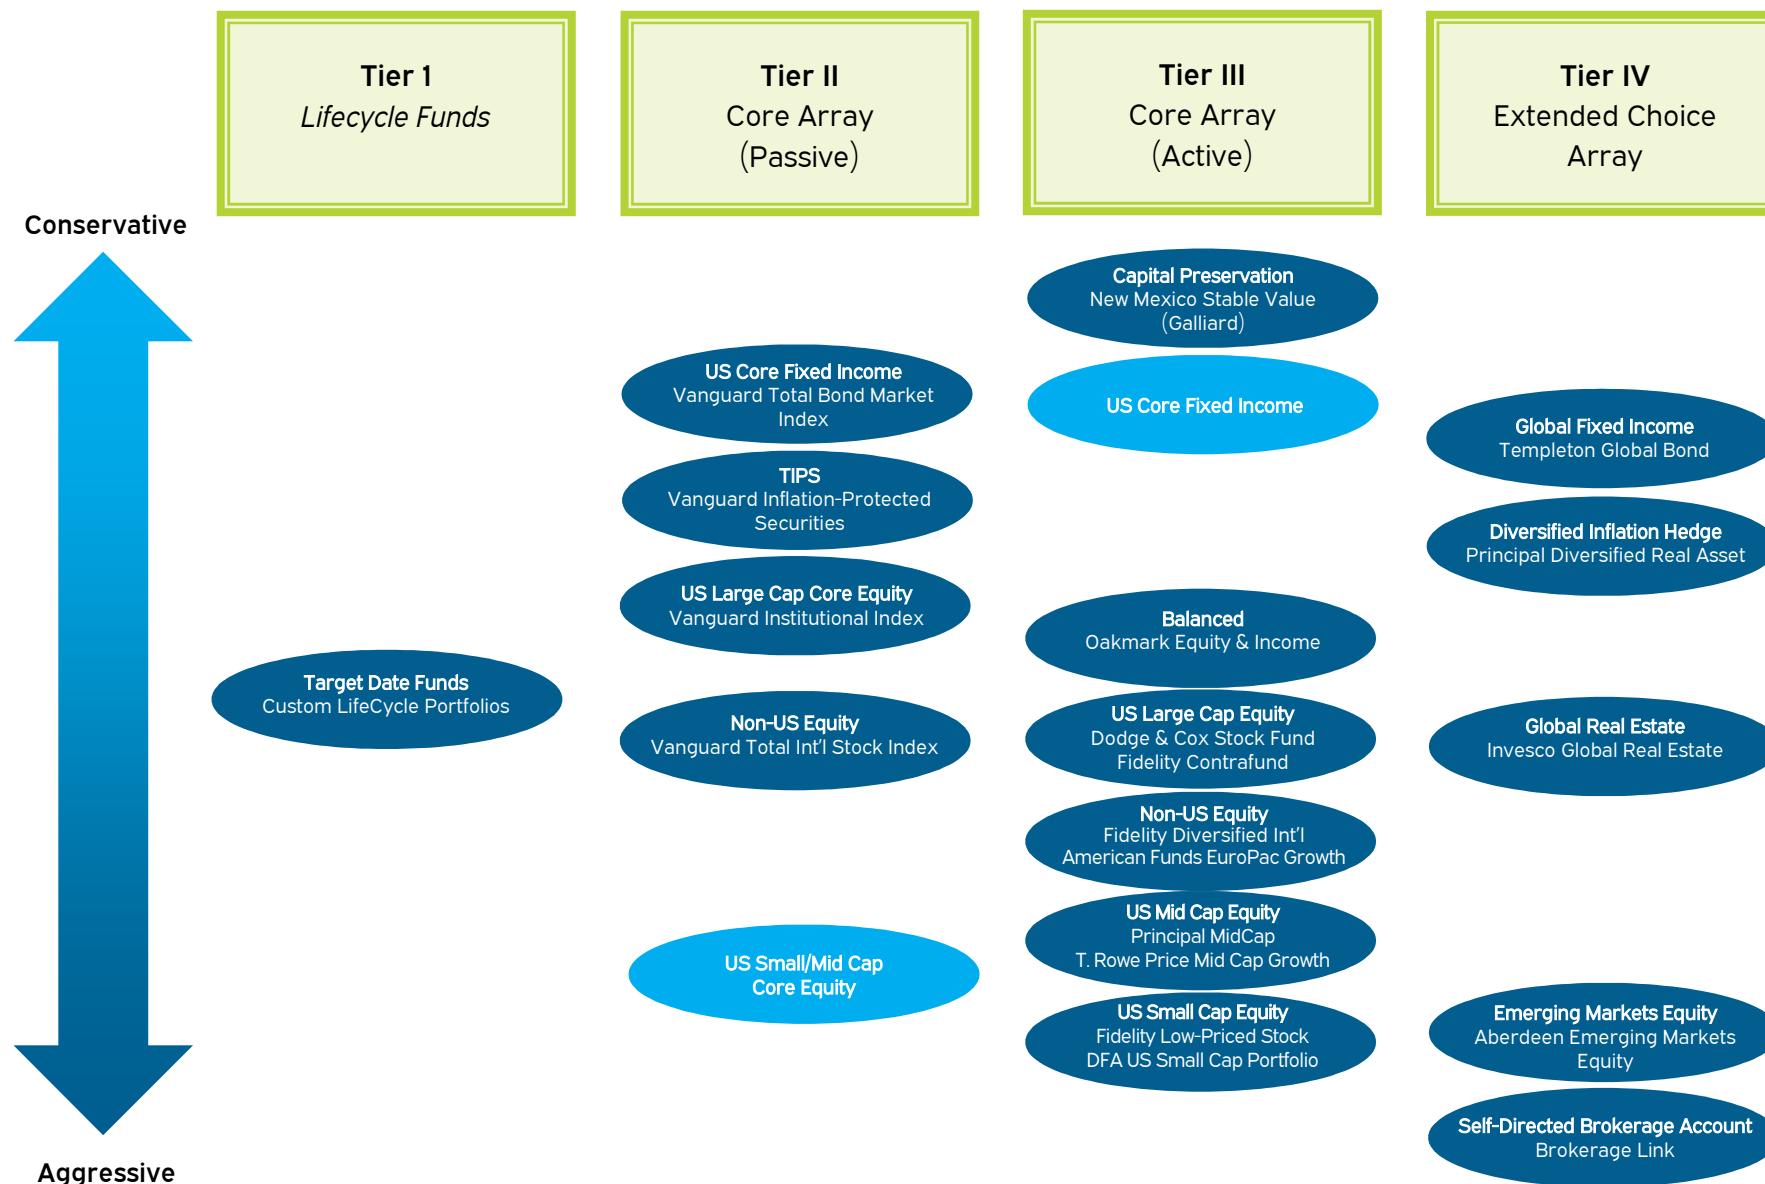 Tier 1
Lifecycle Funds
Tier II
Core Array
(Passive)
Tier III
Core Array
(Active)
Tier IV
Extended Choice
Array
Conservative
Aggressive
Target Date Funds
Custom LifeCycle Portfolios
US Core Fixed Income
Vanguard Total Bond Market
Index
TIPS
Vanguard Inflation-Protected
Securities
US Large Cap Core Equity
Vanguard Institutional Index
Non-US Equity
Vanguard Total Int'l Stock Index
US Small/Mid Cap
Core Equity
Capital Preservation
New Mexico Stable Value
(Galliard)
US Core Fixed Income
Balanced
Oakmark Equity & Income
US Large Cap Equity
Dodge & Cox Stock Fund
Fidelity Contrafund
Non-US Equity
Fidelity Diversified Int'l
American Funds EuroPac Growth
US Mid Cap Equity
Principal MidCap
T. Rowe Price Mid Cap Growth
US Small Cap Equity
Fidelity Low-Priced Stock
DFA US Small Cap Portfolio
Global Fixed Income
Templeton Global Bond
Diversified Inflation Hedge
Principal Diversified Real Asset
Global Real Estate
Invesco Global Real Estate
Emerging Markets Equity
Aberdeen Emerging Markets
Equity
Self-Directed Brokerage Account
Brokerage Link